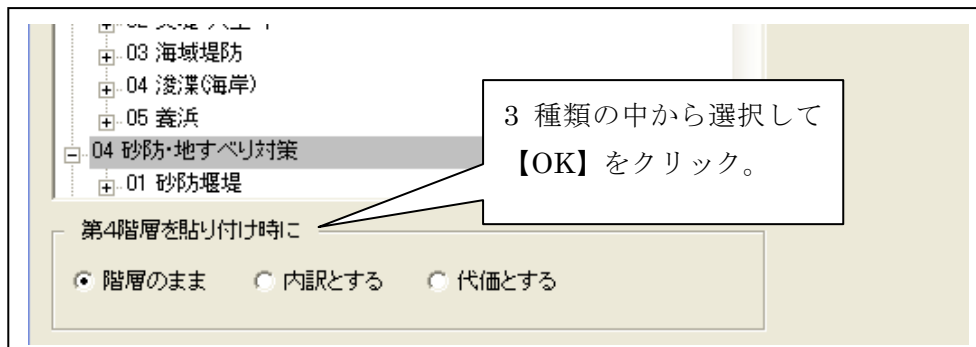 03 海域堤防
04 浚渫(海岸)
05 養浜
04 砂防・地すべり対策
01 砂防堰堤
3 種類の中から選択して
【OK】をクリック。
第4階層を貼り付け時に
階層のまま 内訳とする 代価とする